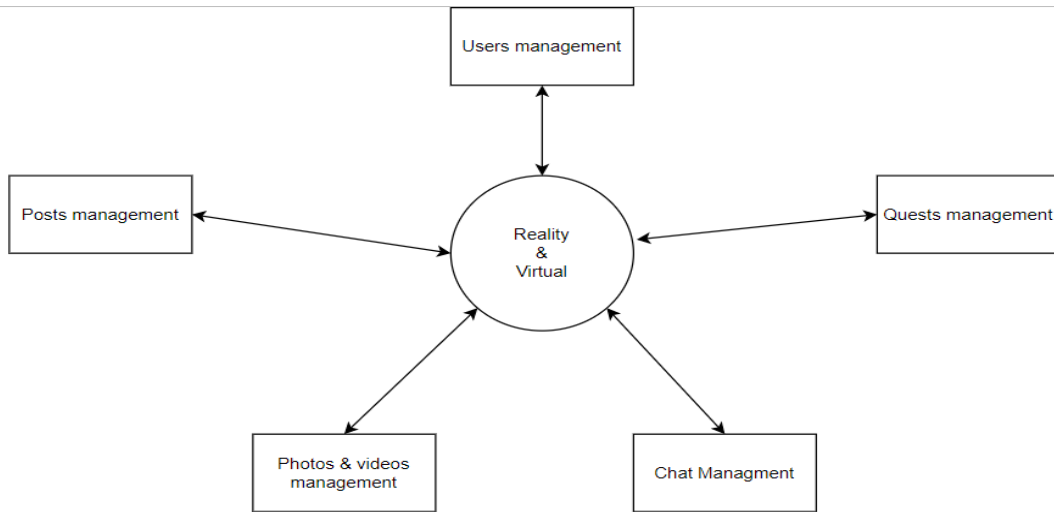 Users management
Posts management
Quests management
Reality
&
Virtual
Photos & videos
management
Chat Managment